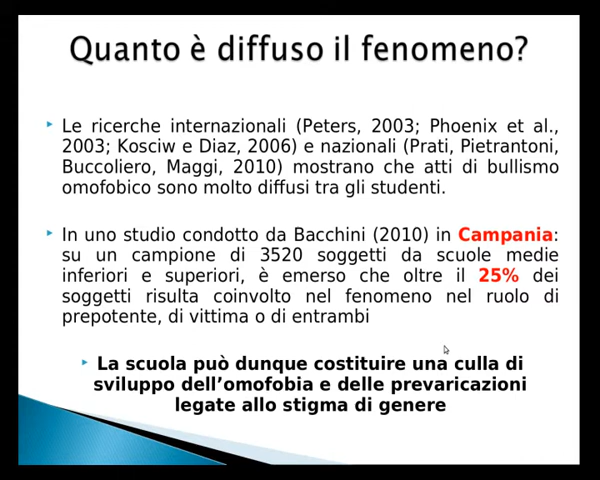 Quanto è diffuso il fenomeno?
Le ricerche internazionali (Peters, 2003; Phoenix et al.,
2003; Kosciw e Diaz, 2006) e nazionali (Prati, Pietrantoni,
Buccoliero, Maggi, 2010) mostrano che atti di bullismo
omofobico sono molto diffusi tra gli studenti.
In uno studio condotto da Bacchini (2010) in Campania:
su un campione di 3520 soggetti da scuole medie
inferiori e superiori, è emerso che oltre il 25% dei
soggetti risulta coinvolto nel fenomeno nel ruolo di
prepotente, di vittima o di entrambi
La scuola può dunque costituire una culla di
sviluppo dell’omofobia e delle prevaricazioni
legate allo stigma di genere